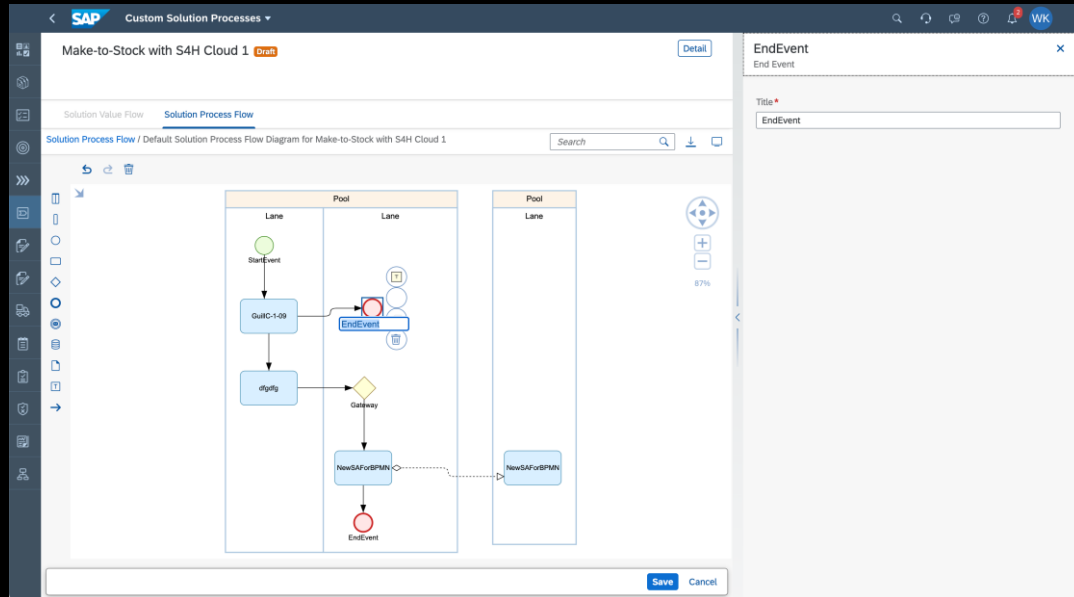 SAP Custom Solution Processes
2
WK
Make-to-Stock with S4H Cloud 1 Draft
Detail
Solution Value Flow Solution Process Flow
Solution Process Flow / Default Solution Process Flow Diagram for Make-to-Stock with S4H Cloud 1
Search
Pool
Lane Lane
StartEvent
T
GuillC-1-09
EndEvent
dfgdfg
Gateway
NewSAForBPMN
EndEvent
Pool
Lane
NewSAForBPMN
87%
T
Save Cancel
EndEvent
End Event
Title*
EndEvent